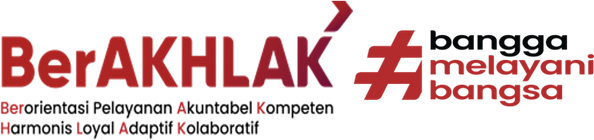 BerAKHLAK
Berorientasi Pelayanan Akuntabel Kompeten
Harmonis Loyal Adaptif Kolaboratif
#bangga
melayani
bangsa